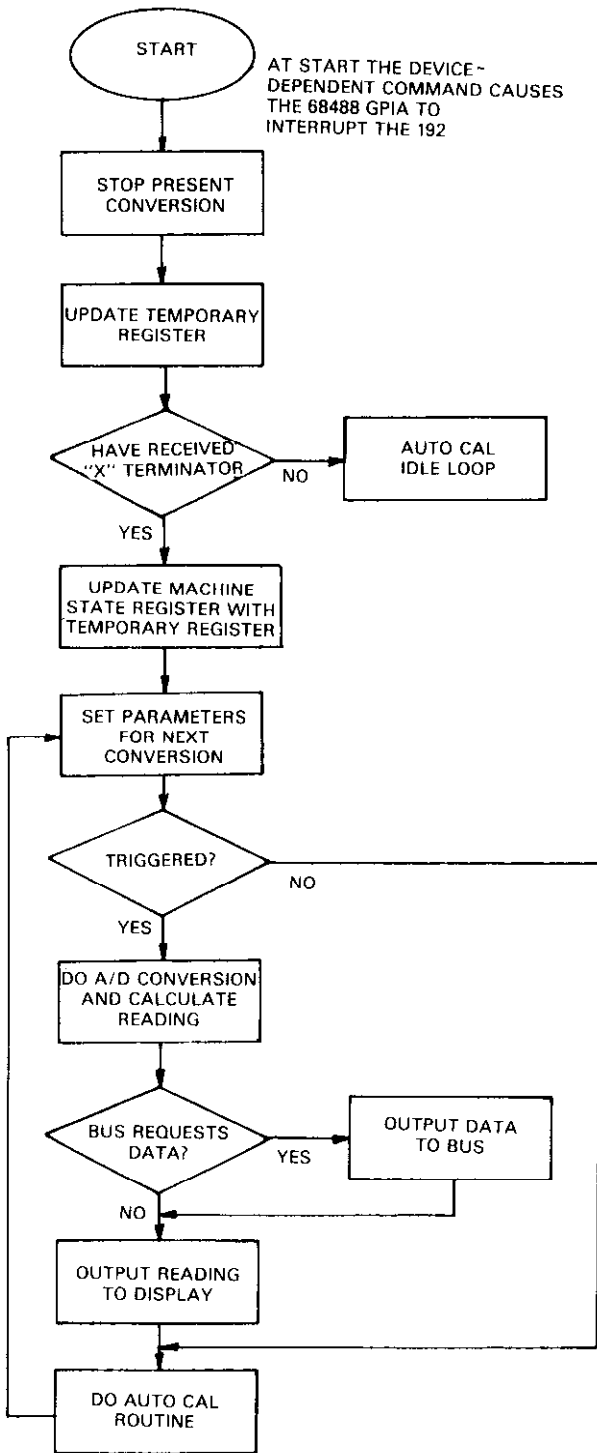 START
AT START THE DEVICE-
DEPENDENT COMMAND CAUSES
THE 68488 GPIA TO
INTERRUPT THE 192
STOP PRESENT
CONVERSION
UPDATE TEMPORARY
REGISTER
HAVE RECEIVED
"X" TERMINATOR
NO
AUTO CAL
IDLE LOOP
YES
UPDATE MACHINE
STATE REGISTER WITH
TEMPORARY REGISTER
SET PARAMETERS
FOR NEXT
CONVERSION
TRIGGERED?
NO
YES
DO A/D CONVERSION
AND CALCULATE
READING
BUS REQUESTS
DATA?
YES
OUTPUT DATA
TO BUS
NO
OUTPUT READING
TO DISPLAY
DO AUTO CAL
ROUTINE